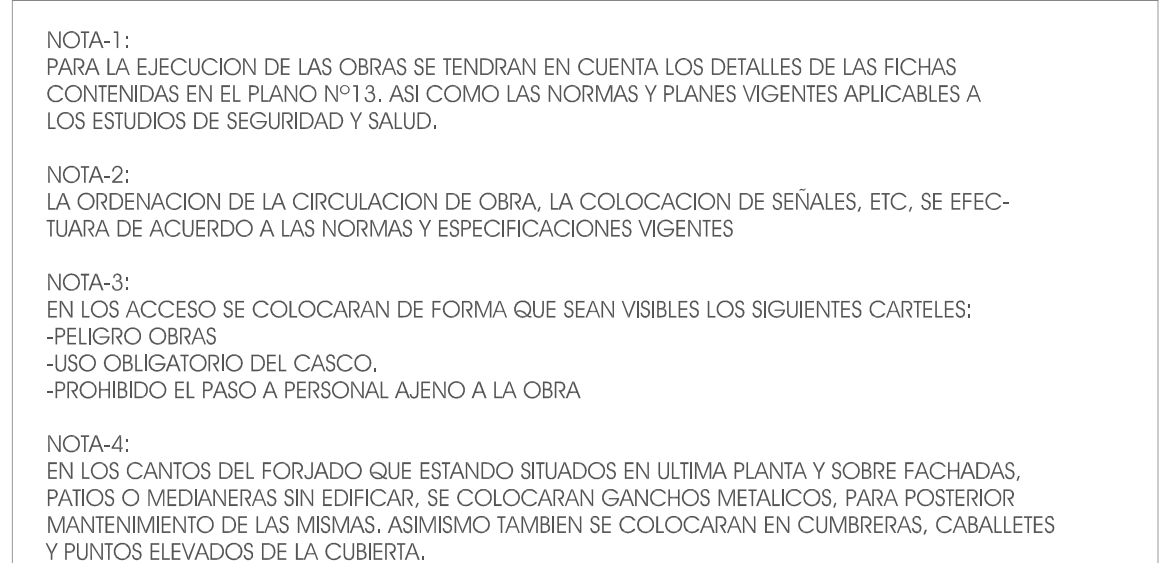 NOTA-1:
PARA LA EJECUCION DE LAS OBRAS SE TENDRAN EN CUENTA LOS DETALLES DE LAS FICHAS
CONTENIDAS EN EL PLANO Nº13. ASI COMO LAS NORMAS Y PLANES VIGENTES APLICABLES A
LOS ESTUDIOS DE SEGURIDAD Y SALUD.
NOTA-2:
LA ORDENACION DE LA CIRCULACION DE OBRA, LA COLOCACION DE SEÑALES, ETC, SE EFEC-
TUARA DE ACUERDO A LAS NORMAS Y ESPECIFICACIONES VIGENTES
NOTA-3:
EN LOS ACCESO SE COLOCARAN DE FORMA QUE SEAN VISIBLES LOS SIGUIENTES CARTELES:
-PELIGRO OBRAS
-USO OBLIGATORIO DEL CASCO.
-PROHIBIDO EL PASO A PERSONAL AJENO A LA OBRA
NOTA-4:
EN LOS CANTOS DEL FORJADO QUE ESTANDO SITUADOS EN ULTIMA PLANTA Y SOBRE FACHADAS,
PATIOS O MEDIANERAS SIN EDIFICAR, SE COLOCARAN GANCHOS METALICOS, PARA POSTERIOR
MANTENIMIENTO DE LAS MISMAS. ASIMISMO TAMBIEN SE COLOCARAN EN CUMBRERAS, CABALLETES
Y PUNTOS ELEVADOS DE LA CUBIERTA.